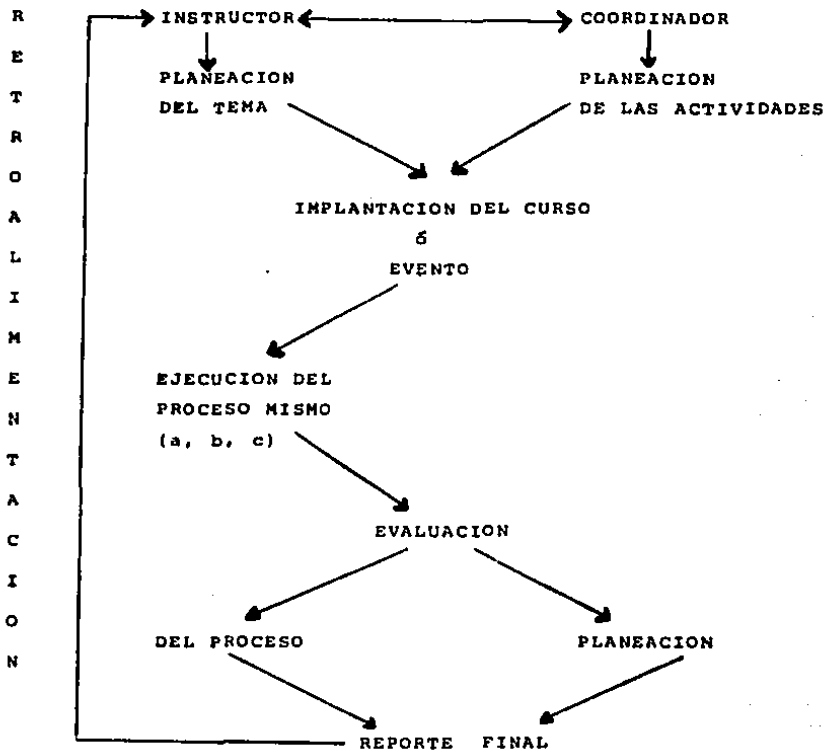 RETROALIMENTACION
INSTRUCTOR COORDINADOR
PLANEACION PLANEACION
DEL TEMA DE LAS ACTIVIDADES
IMPLANTACION DEL CURSO
ó
EVENTO
EJECUCION DEL
PROCESO MISMO
(a, b, c)
EVALUACION
DEL PROCESO PLANEACION
REPORTE FINAL